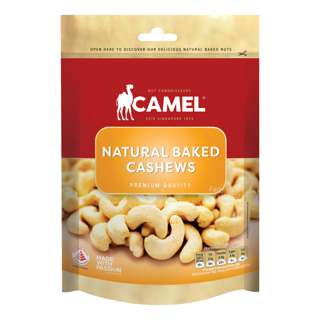 OPEN HERE TO DISCOVER OUR DELICIOUS NATURAL BAKED NUTS
NUT CONNOISSEURS
CAMEL®
ESTD SINGAPORE 1974
NATURAL BAKED
CASHEWS
PREMIUM QUALITY
MADE
WITH
PASSION